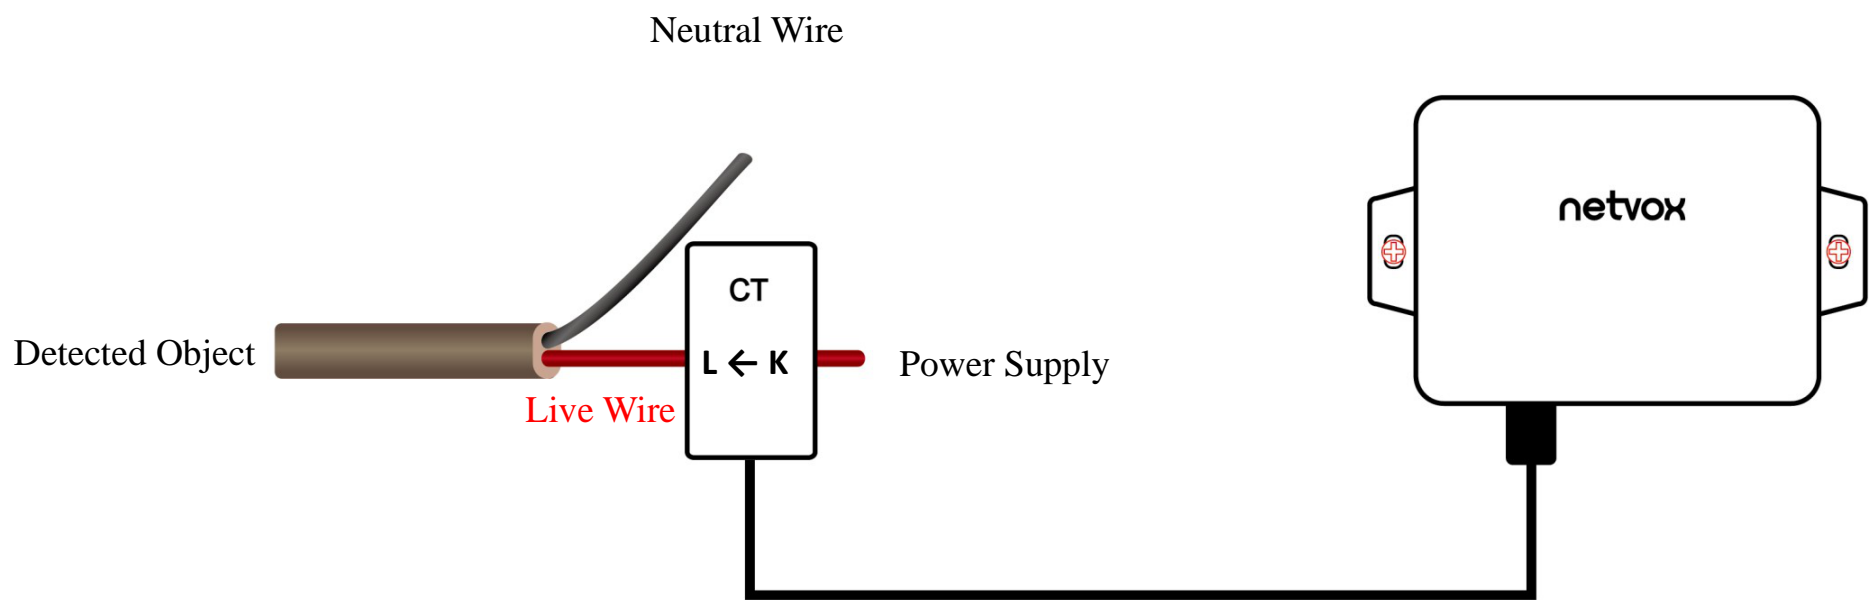 Neutral Wire
netvox
CT
L ← K
Detected Object
Power Supply
Live Wire